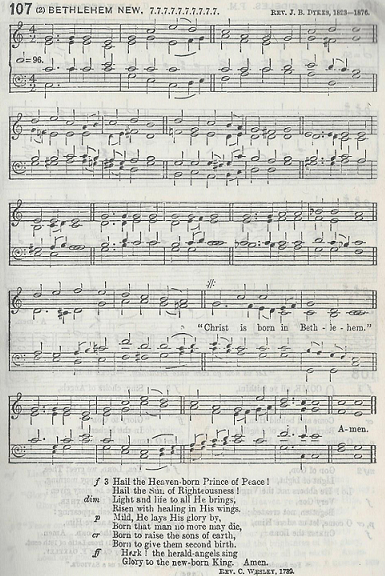 107 (2) BETHLEHEM NEW. 7.7.7.7.7.7.7.7.7.7. REV. J. B. DYKES, 1823–1876.
=96.
"Christ is born in Beth - le - hem."
A-men.
f 3 Hail the Heaven-born Prince of Peace!
Hail the Sun of Righteousness!
dim Light and life to all He brings,
Risen with healing in His wings.
p Mild, He lays His glory by,
Born that man no more may die,
cr Born to raise the sons of earth,
Born to give them second birth.
ff Hark! the herald-angels sing
Glory to the new-born King. Amen.
REV. C. WESLEY, 1739.